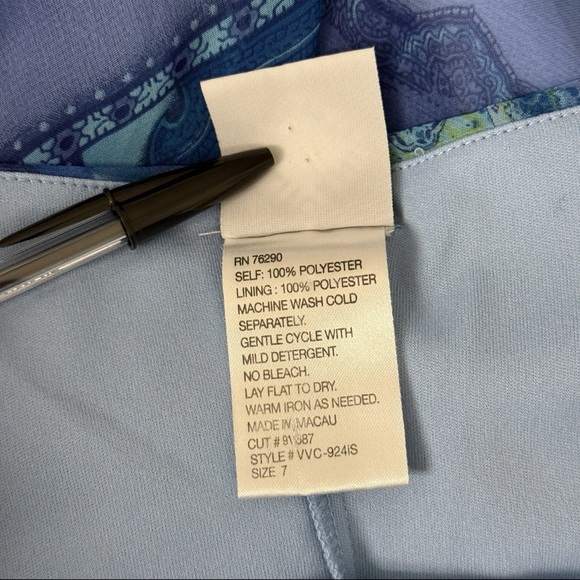 RN 76290
SELF: 100% POLYESTER
LINING : 100% POLYESTER
MACHINE WASH COLD
SEPARATELY.
GENTLE CYCLE WITH
MILD DETERGENT.
NO BLEACH.
LAY FLAT TO DRY.
WARM IRON AS NEEDED.
MADE IN MACAU
CUT #
STYLE # VVC-924iS
SIZE 7